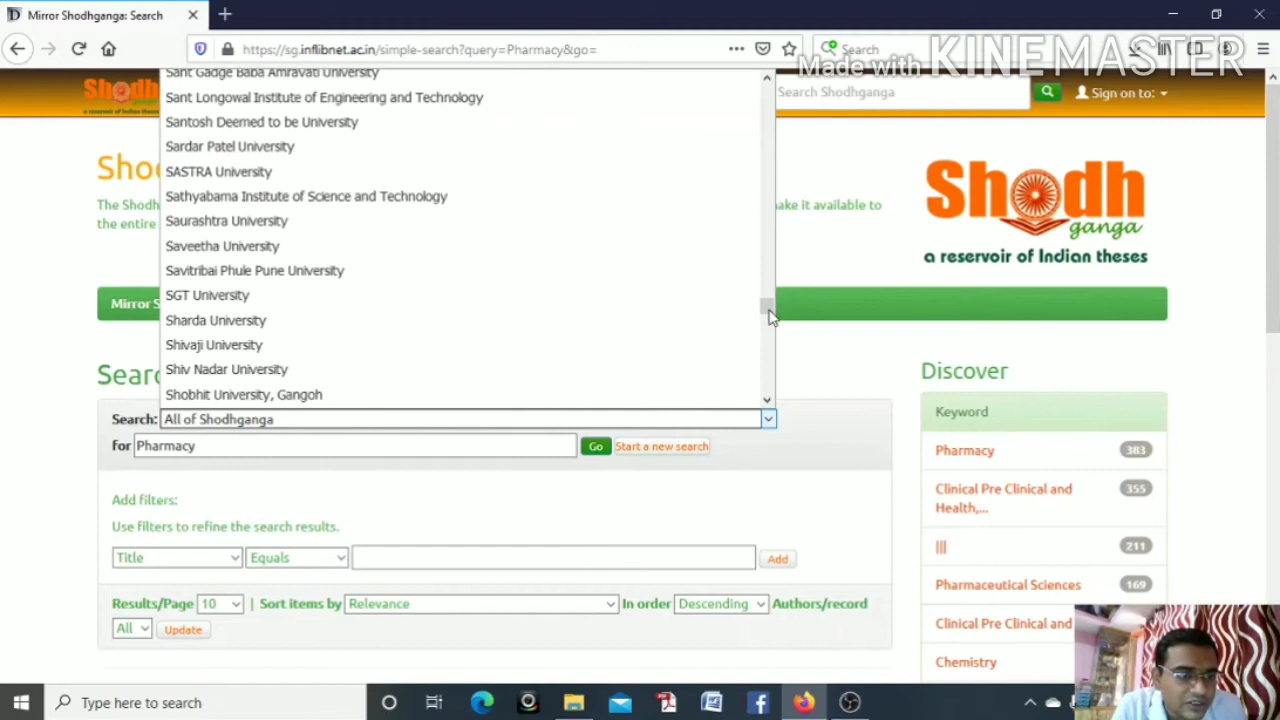 Mirror Shodhganga: Search
https://sg.inflibnet.ac.in/simple-search?query=Pharmacy&go=
Search
Made with KINEMASTER
Shodh
ganga
a reservoir of Indian theses
Search Shodhganga
Sign on to:
Sant Gadge Baba Amravati University
Sant Longowal Institute of Engineering and Technology
Santosh Deemed to be University
Sardar Patel University
SASTRA University
Sathyabama Institute of Science and Technology
Saurashtra University
Saveetha University
Savitribai Phule Pune University
SGT University
Sharda University
Shivaji University
Shiv Nadar University
Shobhit University, Gangoh
Sho
The Shodh
ake it available to
the entire
Shodh
ganga
a reservoir of Indian theses
Mirror S
Sear
Search: All of Shodhganga
for Pharmacy Go Start a new search
Add filters:
Use filters to refine the search results.
Title Equals Add
Results/Page 10 | Sort items by Relevance In order Descending Authors/record
All Update
Discover
Keyword
Pharmacy 383
Clinical Pre Clinical and 355
Health,...
||| 211
Pharmaceutical Sciences 169
Clinical Pre Clinical and
Chemistry
Type here to search